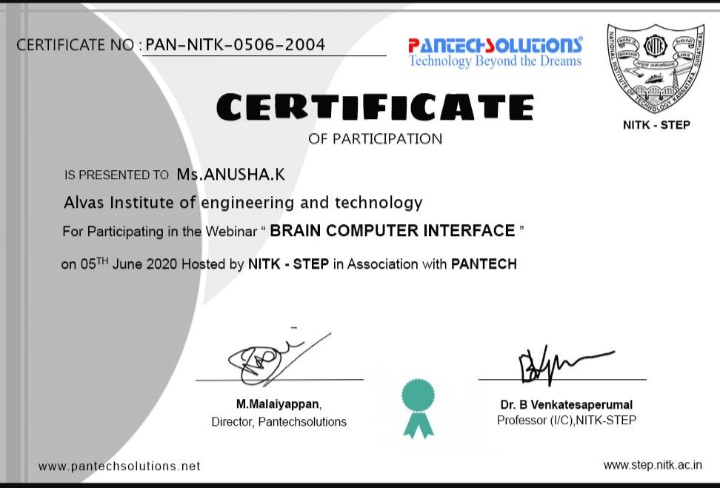 CERTIFICATE NO : PAN-NITK-0506-2004
PANTECH SOLUTIONS
Technology Beyond the Dreams
NITK - STEP
CERTIFICATE
OF PARTICIPATION
IS PRESENTED TO Ms.ANUSHA.K
Alvas Institute of engineering and technology
For Participating in the Webinar “ BRAIN COMPUTER INTERFACE ”
on 05TH June 2020 Hosted by NITK - STEP in Association with PANTECH
M.Malaiyappan,
Director, Pantechsolutions
Dr. B Venkatesaperumal
Professor (I/C),NITK-STEP
www.pantechsolutions.net
www.step.nitk.ac.in